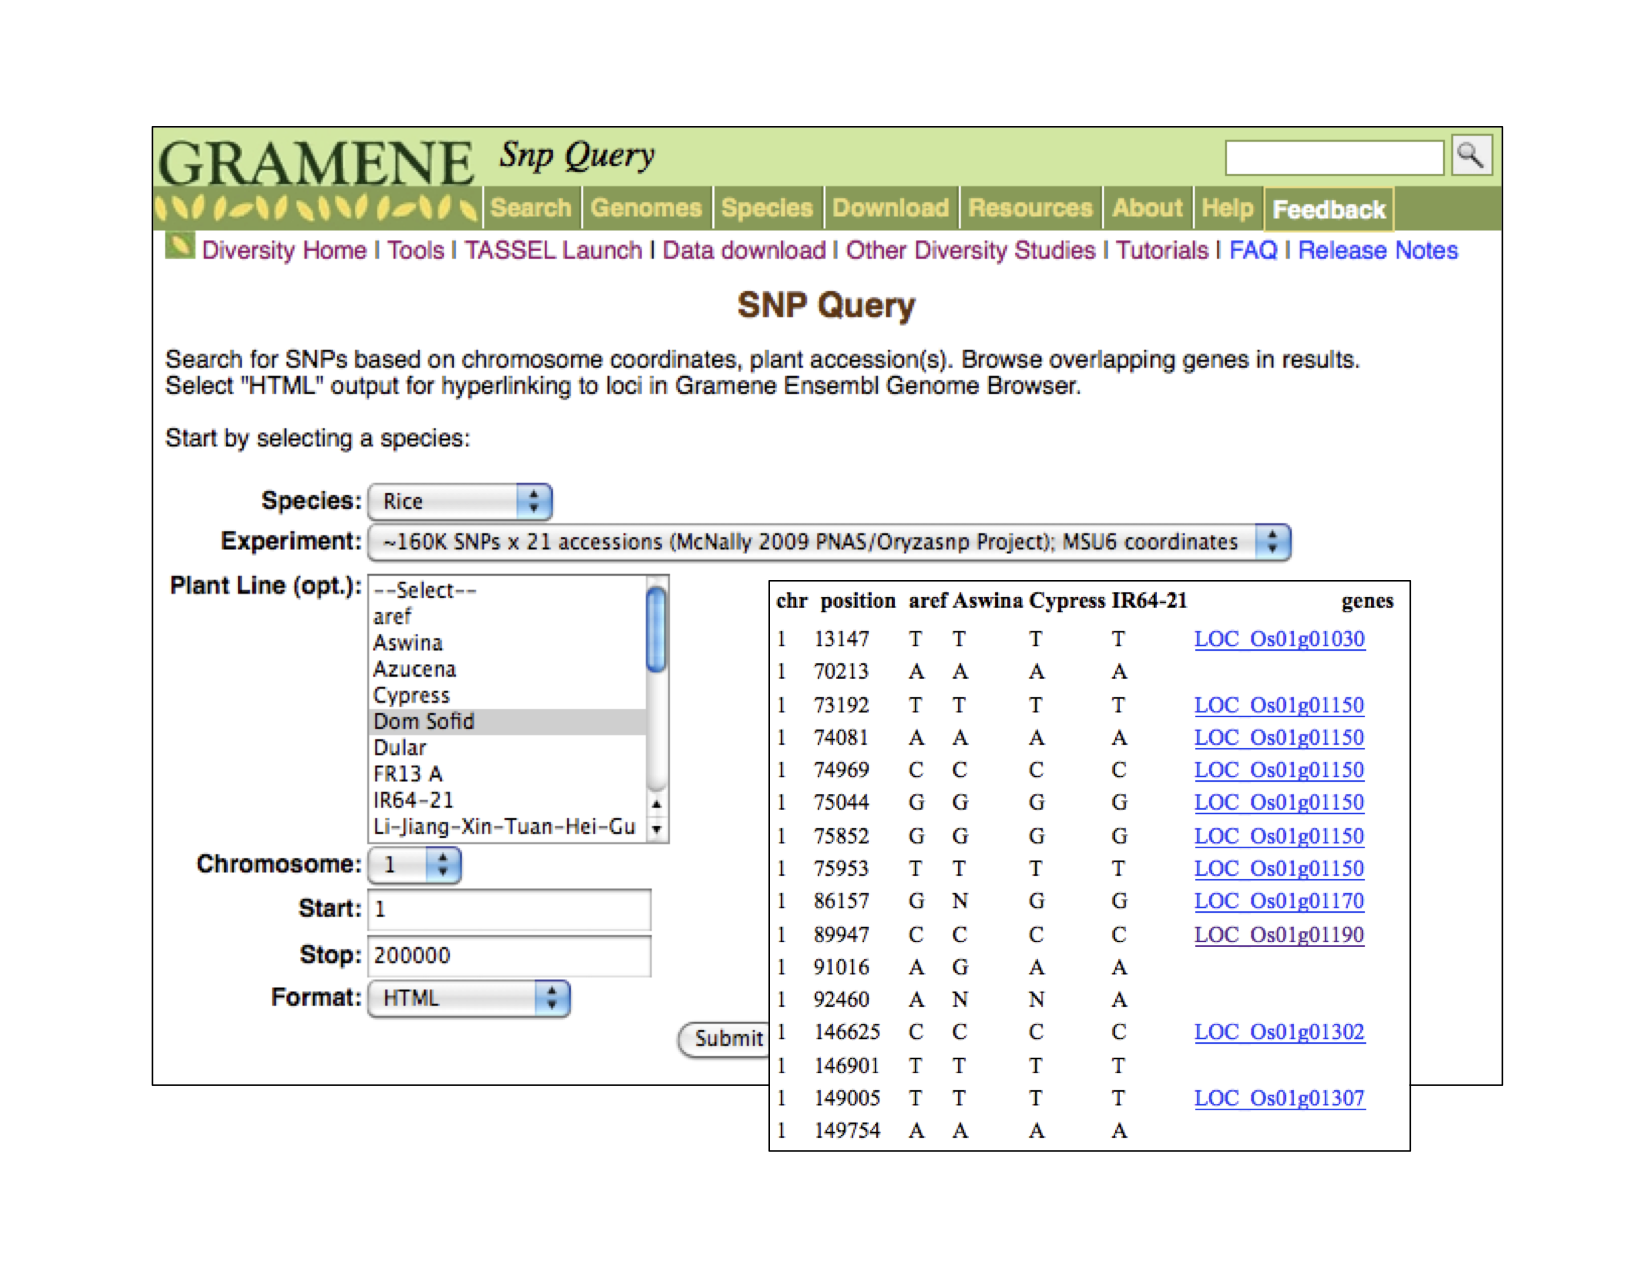 GRAMENE Snp Query
Search Genomes Species Download Resources About Help Feedback
Diversity Home | Tools | TASSEL Launch | Data download | Other Diversity Studies | Tutorials | FAQ | Release Notes
SNP Query
Search for SNPs based on chromosome coordinates, plant accession(s). Browse overlapping genes in results.
Select "HTML" output for hyperlinking to loci in Gramene Ensembl Genome Browser.
Start by selecting a species:
Species: Rice
Experiment: ~160K SNPs x 21 accessions (McNally 2009 PNAS/Oryzasnp Project); MSU6 coordinates
Plant Line (opt.): --Select--
aref
Aswina
Azucena
Cypress
Dom Sofid
Dular
FR13 A
IR64-21
Li-Jiang-Xin-Tuan-Hei-Gu
Chromosome: 1
Start: 1
Stop: 200000
Format: HTML
Submit
chr position aref Aswina Cypress IR64-21 genes
1 13147 T T T T LOC_Os01g01030
1 70213 A A A A
1 73192 T T T T LOC_Os01g01150
1 74081 A A A A LOC_Os01g01150
1 74969 C C C C LOC_Os01g01150
1 75044 G G G G LOC_Os01g01150
1 75852 G G G G LOC_Os01g01150
1 75953 T T T T LOC_Os01g01150
1 86157 G N G G LOC_Os01g01170
1 89947 C C C C LOC_Os01g01190
1 91016 A G A A
1 92460 A N N A
1 146625 C C C C LOC_Os01g01302
1 146901 T T T T
1 149005 T T T T LOC_Os01g01307
1 149754 A A A A